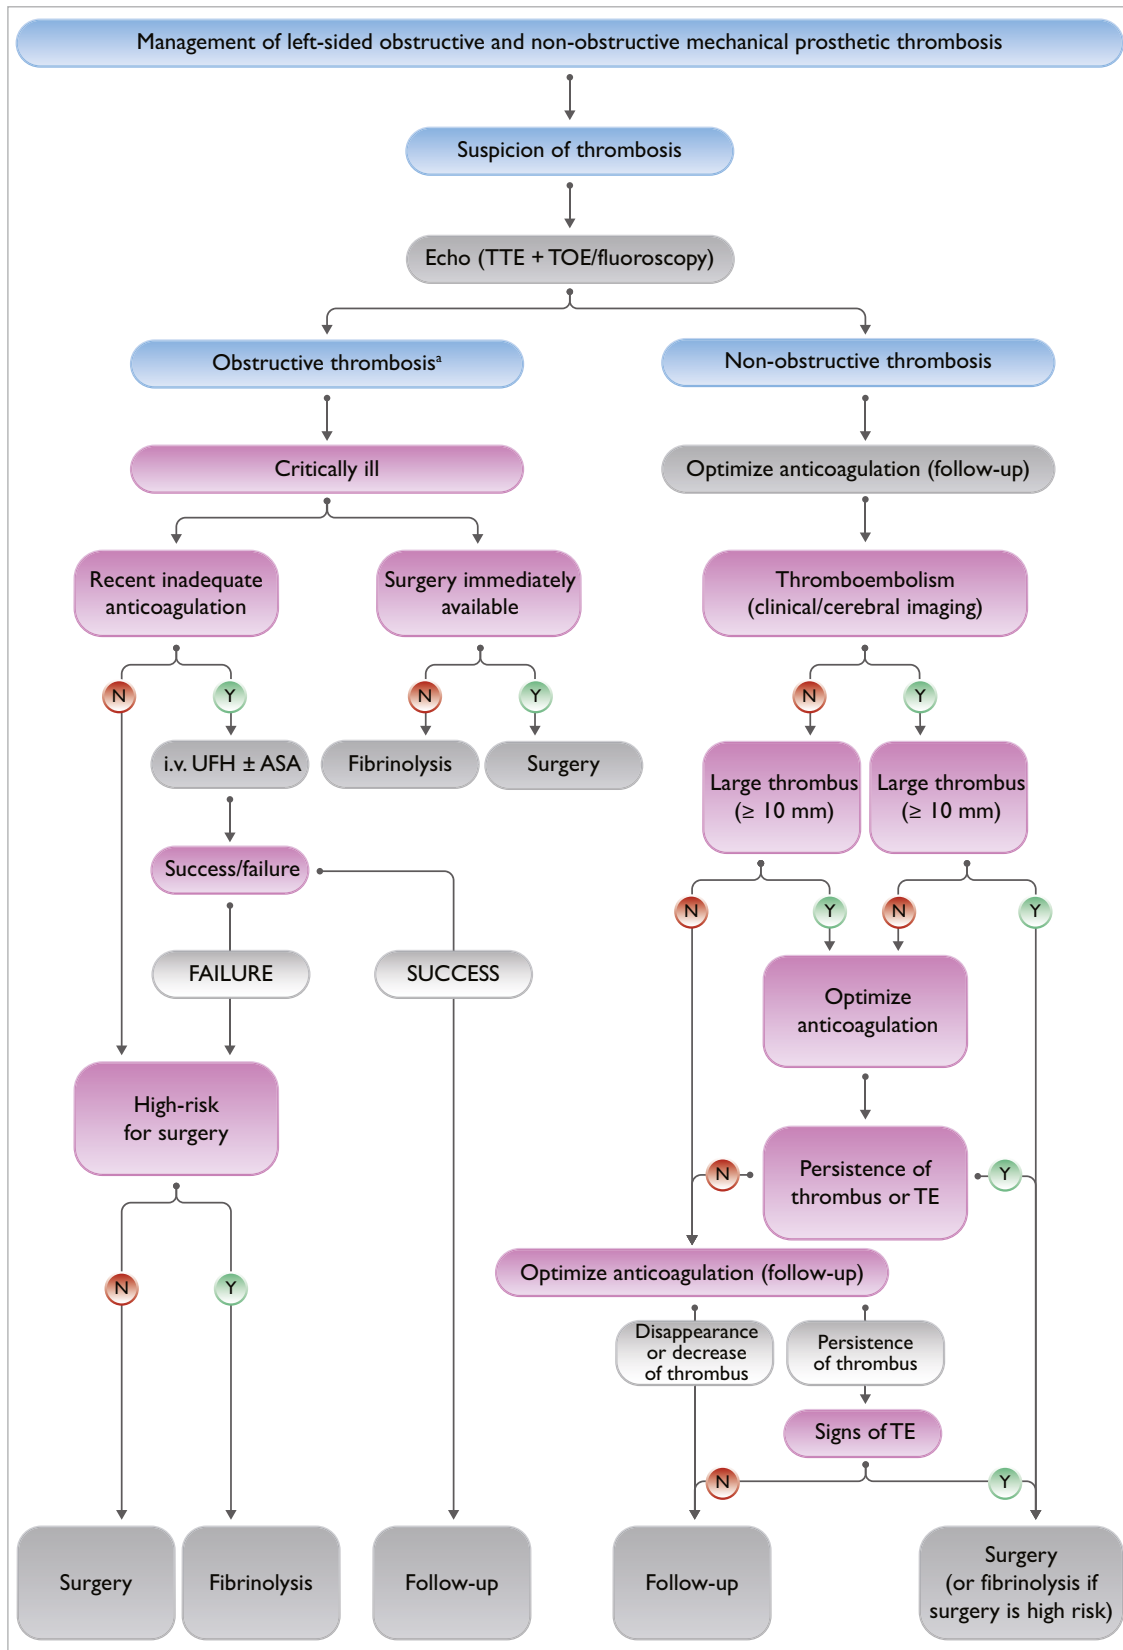 Management of left-sided obstructive and non-obstructive mechanical prosthetic thrombosis
Suspicion of thrombosis
Echo (TTE + TOE/fluoroscopy)
Obstructive thrombosisᵃ
Non-obstructive thrombosis
Critically ill
Optimize anticoagulation (follow-up)
Recent inadequate
anticoagulation
Surgery immediately
available
Thromboembolism
(clinical/cerebral imaging)
N
Y
N
Y
N
Y
i.v. UFH ± ASA
Fibrinolysis
Surgery
Large thrombus
(≥ 10 mm)
Large thrombus
(≥ 10 mm)
Success/failure
N
Y
N
Y
FAILURE
SUCCESS
Optimize
anticoagulation
High-risk
for surgery
N
Persistence of
thrombus or TE
Y
N
Y
Optimize anticoagulation (follow-up)
Disappearance
or decrease
of thrombus
Persistence
of thrombus
Signs of TE
N
Y
Surgery
Fibrinolysis
Follow-up
Follow-up
Surgery
(or fibrinolysis if
surgery is high risk)